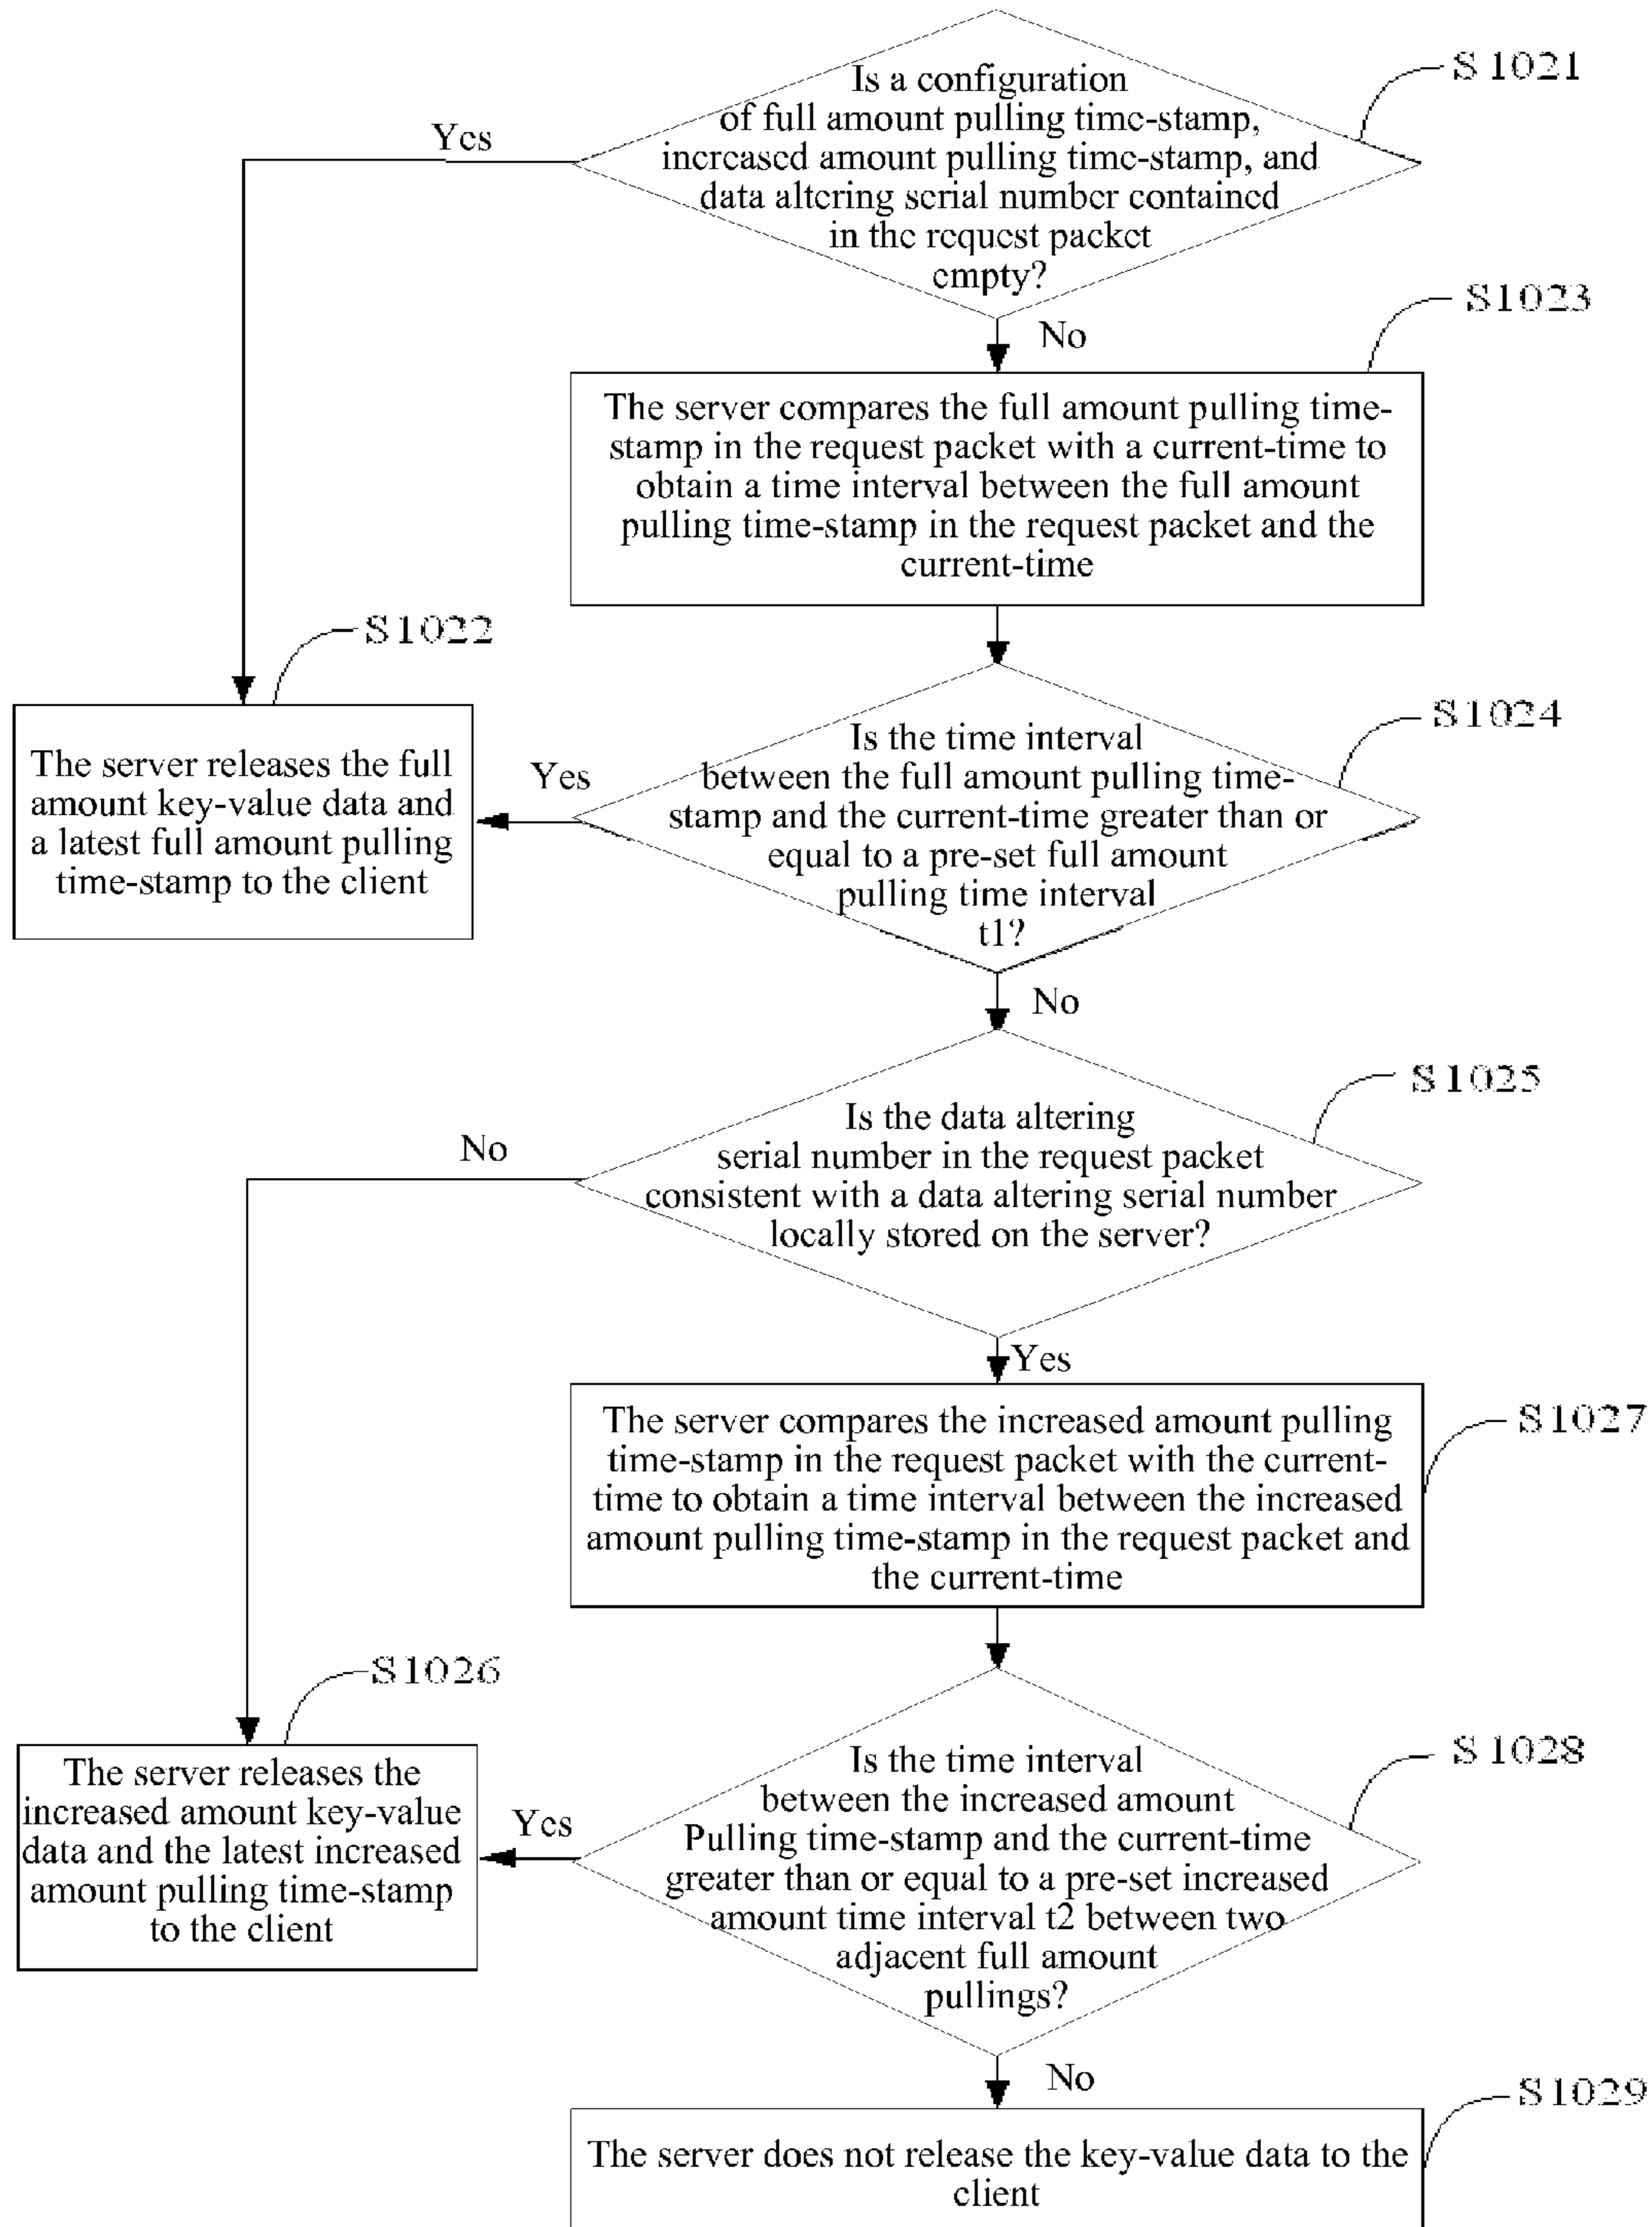 Is a configuration
of full amount pulling time-stamp,
increased amount pulling time-stamp, and
data altering serial number contained
in the request packet
empty?
S1021
Yes
No
S1023
The server compares the full amount pulling time-
stamp in the request packet with a current-time to
obtain a time interval between the full amount
pulling time-stamp in the request packet and the
current-time
S1022
The server releases the full
amount key-value data and
a latest full amount pulling
time-stamp to the client
Yes
Is the time interval
between the full amount pulling time-
stamp and the current-time greater than or
equal to a pre-set full amount
pulling time interval
t1?
S1024
No
S1025
Is the data altering
serial number in the request packet
consistent with a data altering serial number
locally stored on the server?
No
Yes
The server compares the increased amount pulling
time-stamp in the request packet with the current-
time to obtain a time interval between the increased
amount pulling time-stamp in the request packet and
the current-time
S1027
S1026
The server releases the
increased amount key-value
data and the latest increased
amount pulling time-stamp
to the client
Yes
Is the time interval
between the increased amount
Pulling time-stamp and the current-time
greater than or equal to a pre-set increased
amount time interval t2 between two
adjacent full amount
pullings?
S1028
No
S1029
The server does not release the key-value data to the
client